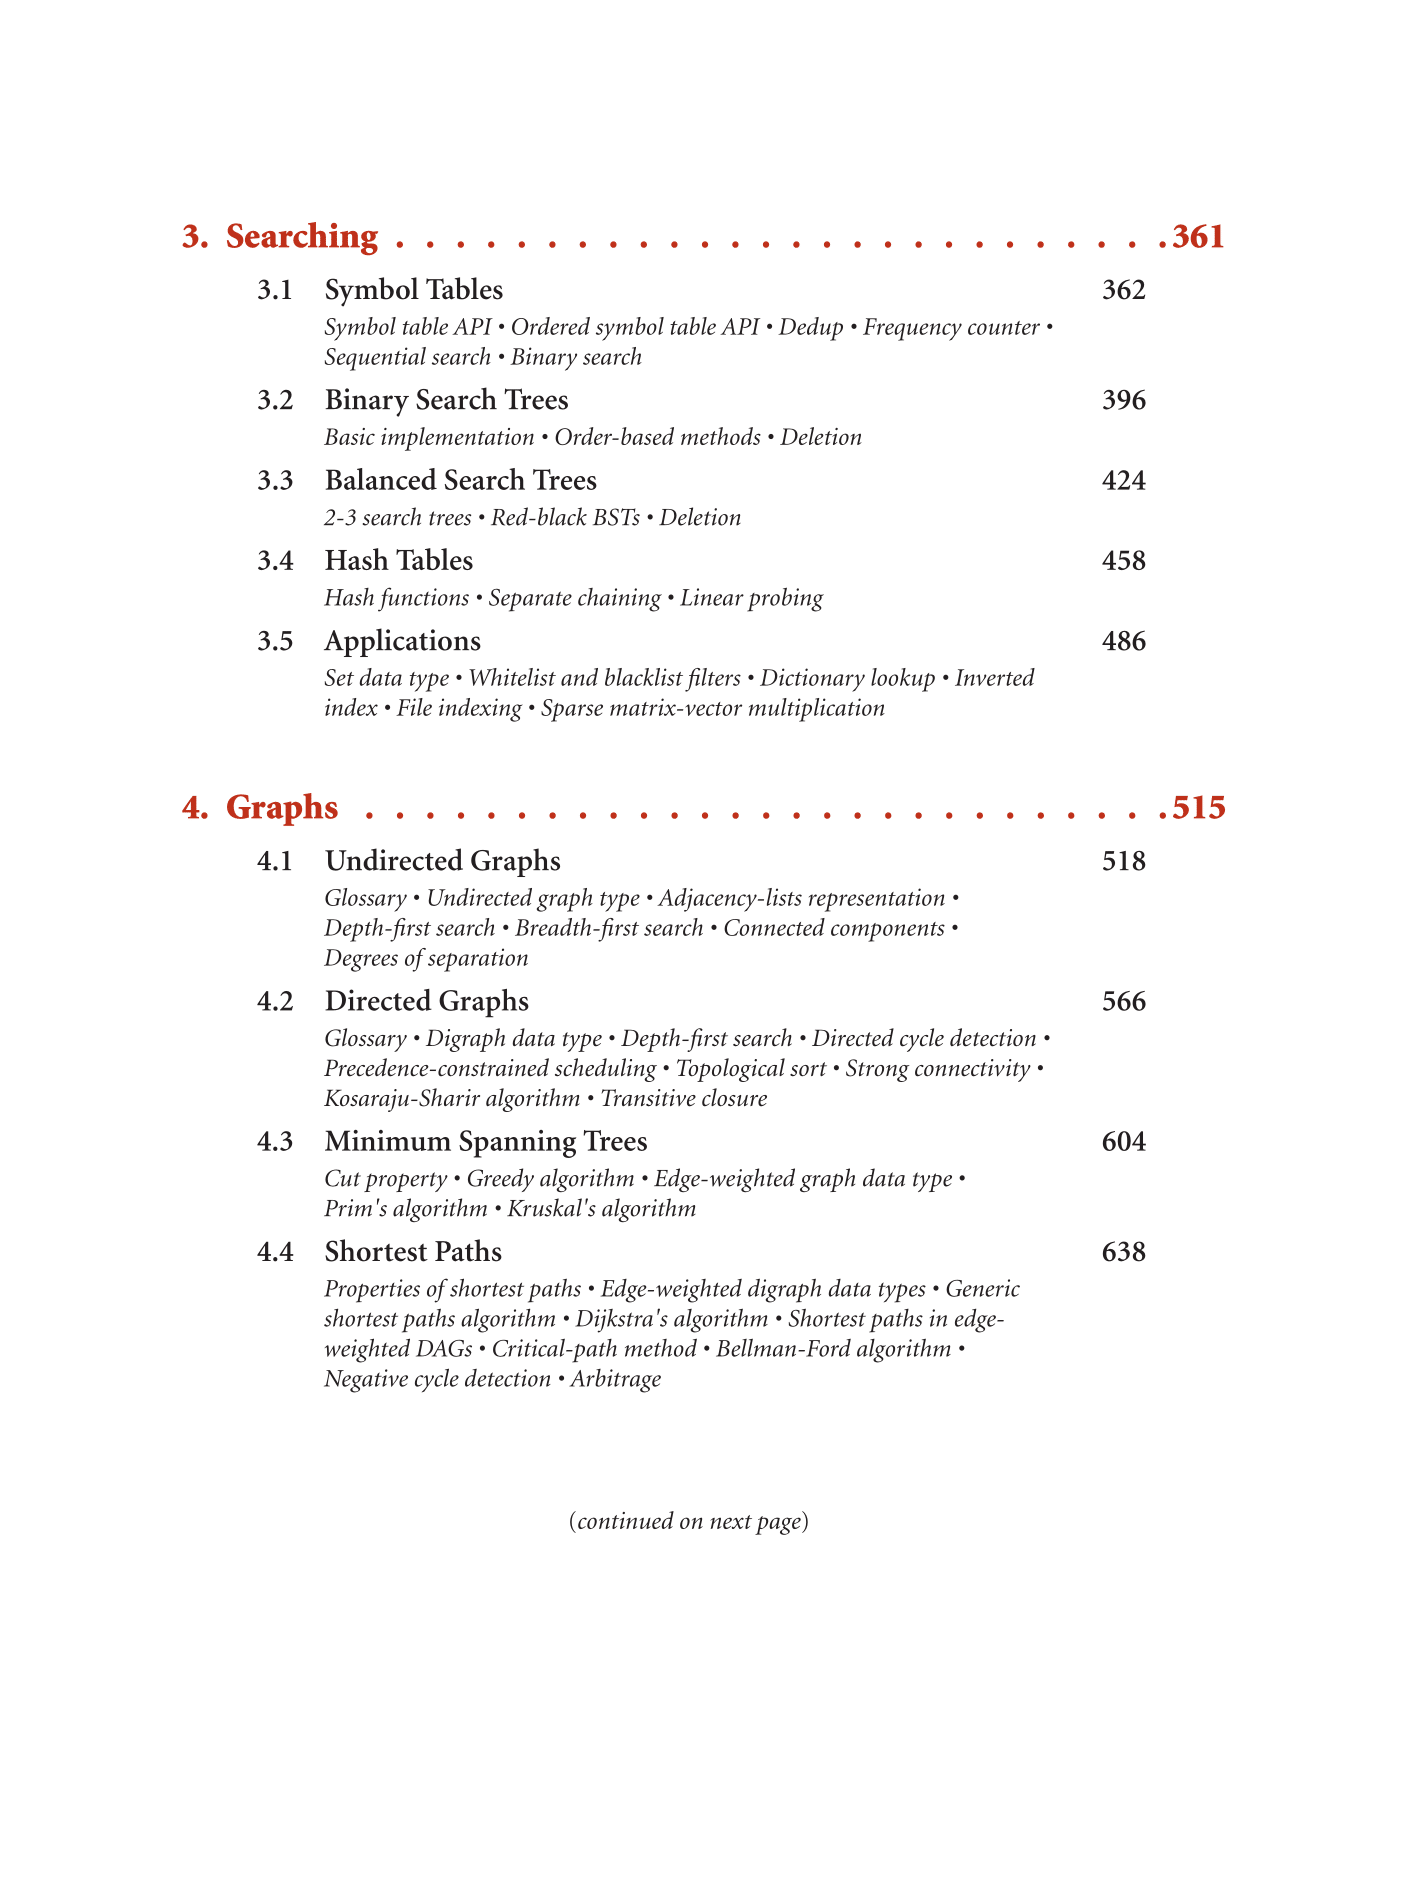 3. Searching . . . . . . . . . . . . . . . . . . . . . . . . . . 361
3.1 Symbol Tables 362
Symbol table API • Ordered symbol table API • Dedup • Frequency counter •
Sequential search • Binary search
3.2 Binary Search Trees 396
Basic implementation • Order-based methods • Deletion
3.3 Balanced Search Trees 424
2-3 search trees • Red-black BSTs • Deletion
3.4 Hash Tables 458
Hash functions • Separate chaining • Linear probing
3.5 Applications 486
Set data type • Whitelist and blacklist filters • Dictionary lookup • Inverted
index • File indexing • Sparse matrix-vector multiplication
4. Graphs . . . . . . . . . . . . . . . . . . . . . . . . . . . 515
4.1 Undirected Graphs 518
Glossary • Undirected graph type • Adjacency-lists representation •
Depth-first search • Breadth-first search • Connected components •
Degrees of separation
4.2 Directed Graphs 566
Glossary • Digraph data type • Depth-first search • Directed cycle detection •
Precedence-constrained scheduling • Topological sort • Strong connectivity •
Kosaraju-Sharir algorithm • Transitive closure
4.3 Minimum Spanning Trees 604
Cut property • Greedy algorithm • Edge-weighted graph data type •
Prim's algorithm • Kruskal's algorithm
4.4 Shortest Paths 638
Properties of shortest paths • Edge-weighted digraph data types • Generic
shortest paths algorithm • Dijkstra's algorithm • Shortest paths in edge-
weighted DAGs • Critical-path method • Bellman-Ford algorithm •
Negative cycle detection • Arbitrage
(continued on next page)